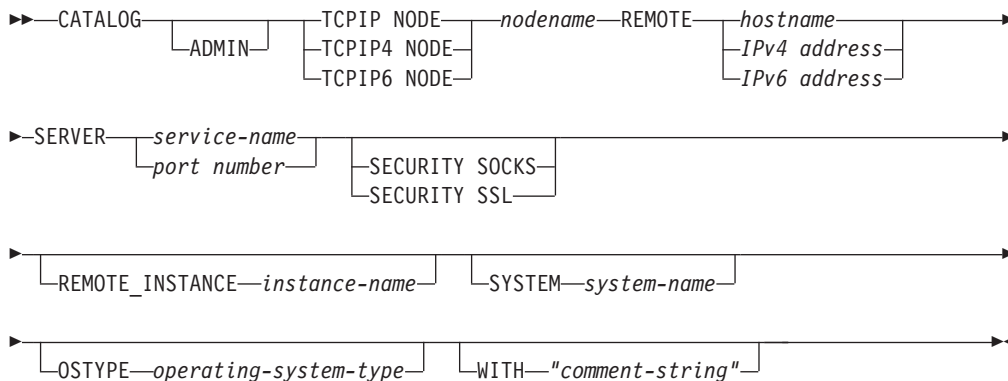 CATALOG ADMIN TCPIP NODE nodename REMOTE hostname
TCPIP4 NODE IPv4 address
TCPIP6 NODE IPv6 address
SERVER service-name
port number SECURITY SOCKS
SECURITY SSL
REMOTE_INSTANCE instance-name SYSTEM system-name
OSTYPE operating-system-type WITH "comment-string"